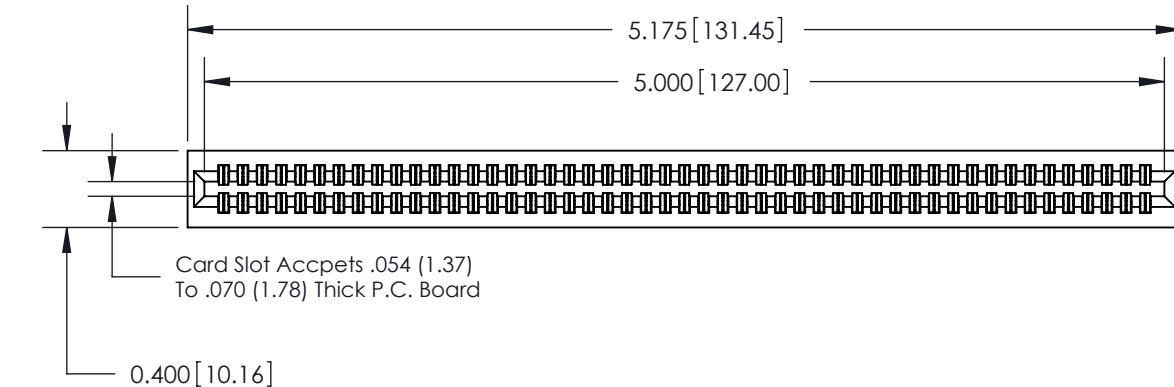 5.175[131.45]
5.000[127.00]
Card Slot Accpets .054 (1.37)
To .070 (1.78) Thick P.C. Board
0.400[10.16]